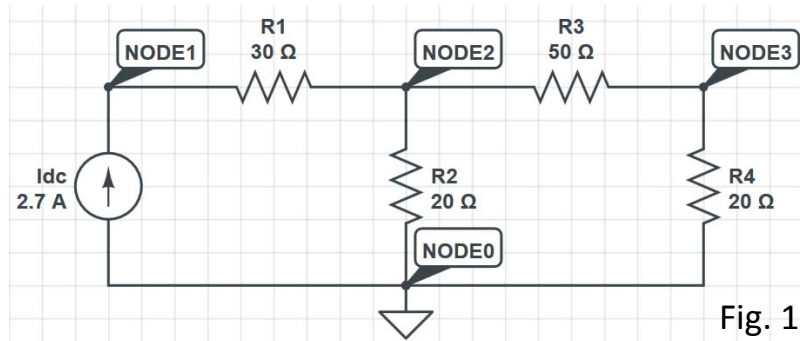 R1
30 Ω
R3
50 Ω
NODE1
NODE2
NODE3
Idc
2.7 A
R2
20 Ω
R4
20 Ω
NODE0
Fig. 1